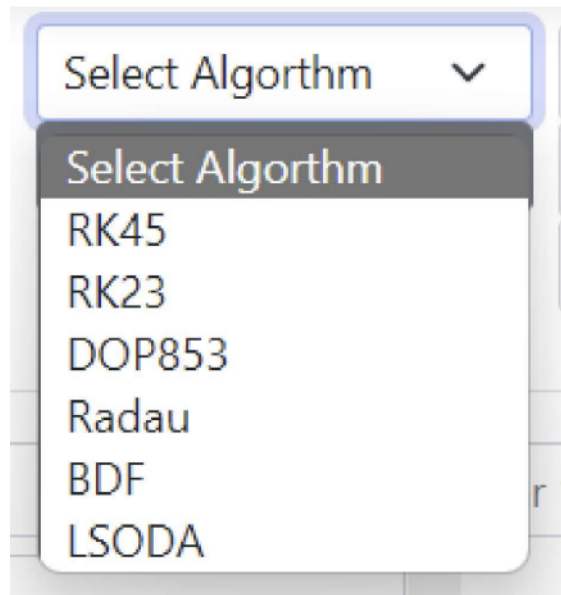 Select Algorthm
Select Algorthm
RK45
RK23
DOP853
Radau
BDF
r
LSODA